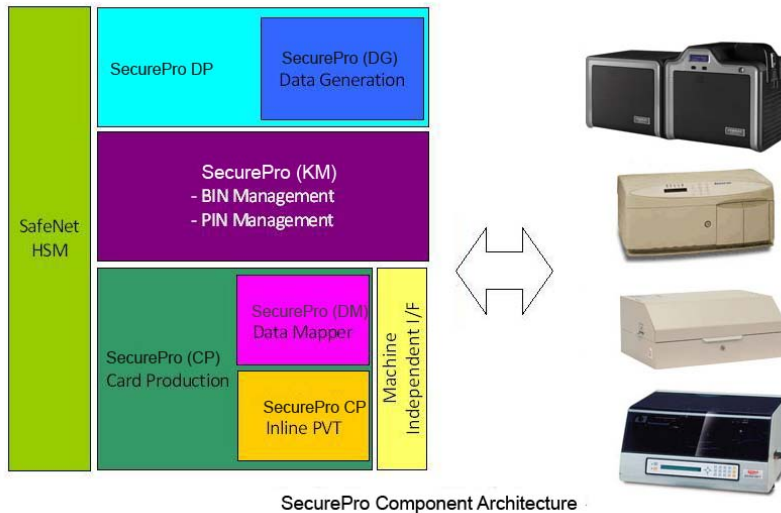 SecurePro DP
SecurePro (DG)
Data Generation
SecurePro (KM)
- BIN Management
- PIN Management
SafeNet
HSM
SecurePro (CP)
Card Production
SecurePro (DM)
Data Mapper
SecurePro CP
Inline PVT
Machine
Independent I/F
SecurePro Component Architecture